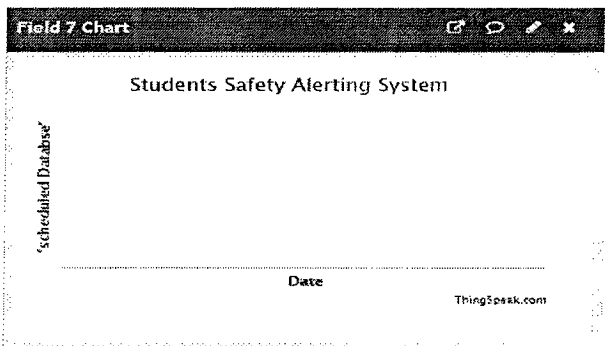 Field 7 Chart
Students Safety Alerting System
'scheduled Databse'
Date
ThingSpeak.com